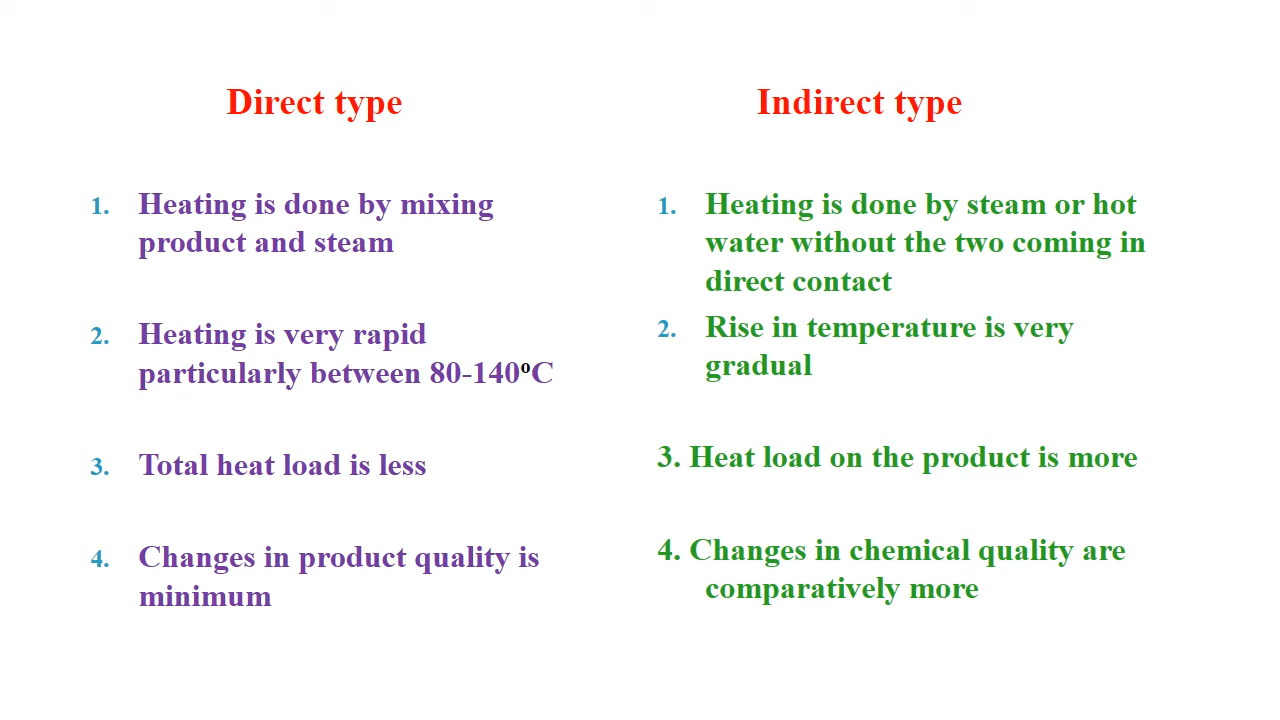 Direct type
1. Heating is done by mixing
product and steam
2. Heating is very rapid
particularly between 80-140ºC
3. Total heat load is less
4. Changes in product quality is
minimum
Indirect type
1. Heating is done by steam or hot
water without the two coming in
direct contact
2. Rise in temperature is very
gradual
3. Heat load on the product is more
4. Changes in chemical quality are
comparatively more